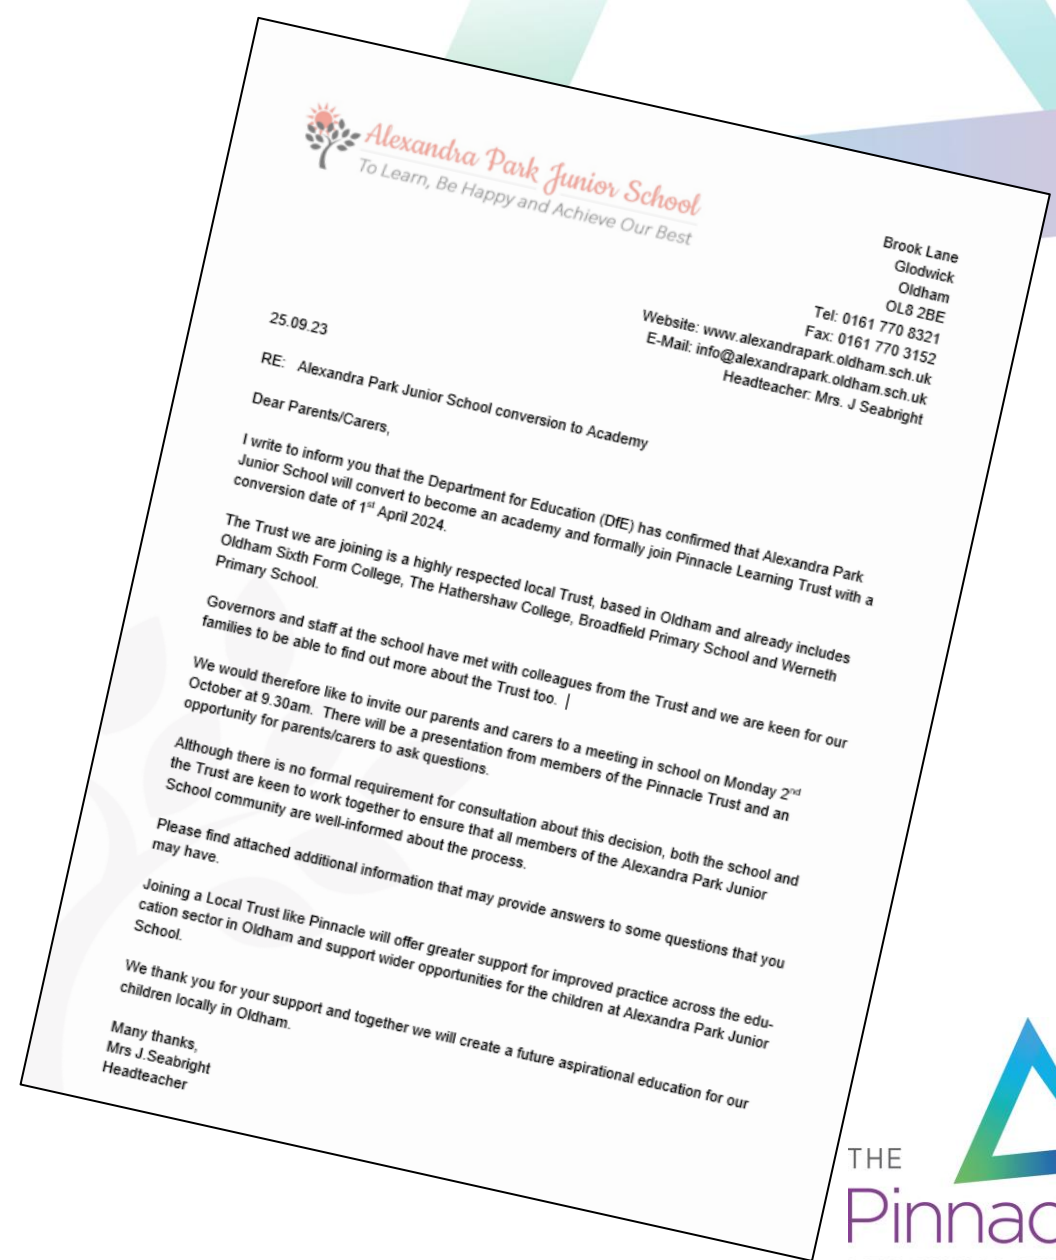 Alexandra Park Junior School
To Learn, Be Happy and Achieve Our Best
Brook Lane
Glodwick
Oldham
OL8 2BE
Tel: 0161 770 8321
Fax: 0161 770 3152
Website: www.alexandrapark.oldham.sch.uk
E-Mail: info@alexandrapark.oldham.sch.uk
Headteacher: Mrs. J Seabright
25.09.23
RE: Alexandra Park Junior School conversion to Academy
Dear Parents/Carers,
I write to inform you that the Department for Education (DfE) has confirmed that Alexandra Park
Junior School will convert to become an academy and formally join Pinnacle Learning Trust with a
conversion date of 1st April 2024.
The Trust we are joining is a highly respected local Trust, based in Oldham and already includes
Oldham Sixth Form College, The Hathershaw College, Broadfield Primary School and Werneth
Primary School.
Governors and staff at the school have met with colleagues from the Trust and we are keen for our
families to be able to find out more about the Trust too.
We would therefore like to invite our parents and carers to a meeting in school on Monday 2nd
October at 9.30am. There will be a presentation from members of the Pinnacle Trust and an
opportunity for parents/carers to ask questions.
Although there is no formal requirement for consultation about this decision, both the school and
the Trust are keen to work together to ensure that all members of the Alexandra Park Junior
School community are well-informed about the process.
Please find attached additional information that may provide answers to some questions that you
may have.
Joining a Local Trust like Pinnacle will offer greater support for improved practice across the edu-
cation sector in Oldham and support wider opportunities for the children at Alexandra Park Junior
School.
We thank you for your support and together we will create a future aspirational education for our
children locally in Oldham.
Many thanks,
Mrs J.Seabright
Headteacher
THE
Pinnac